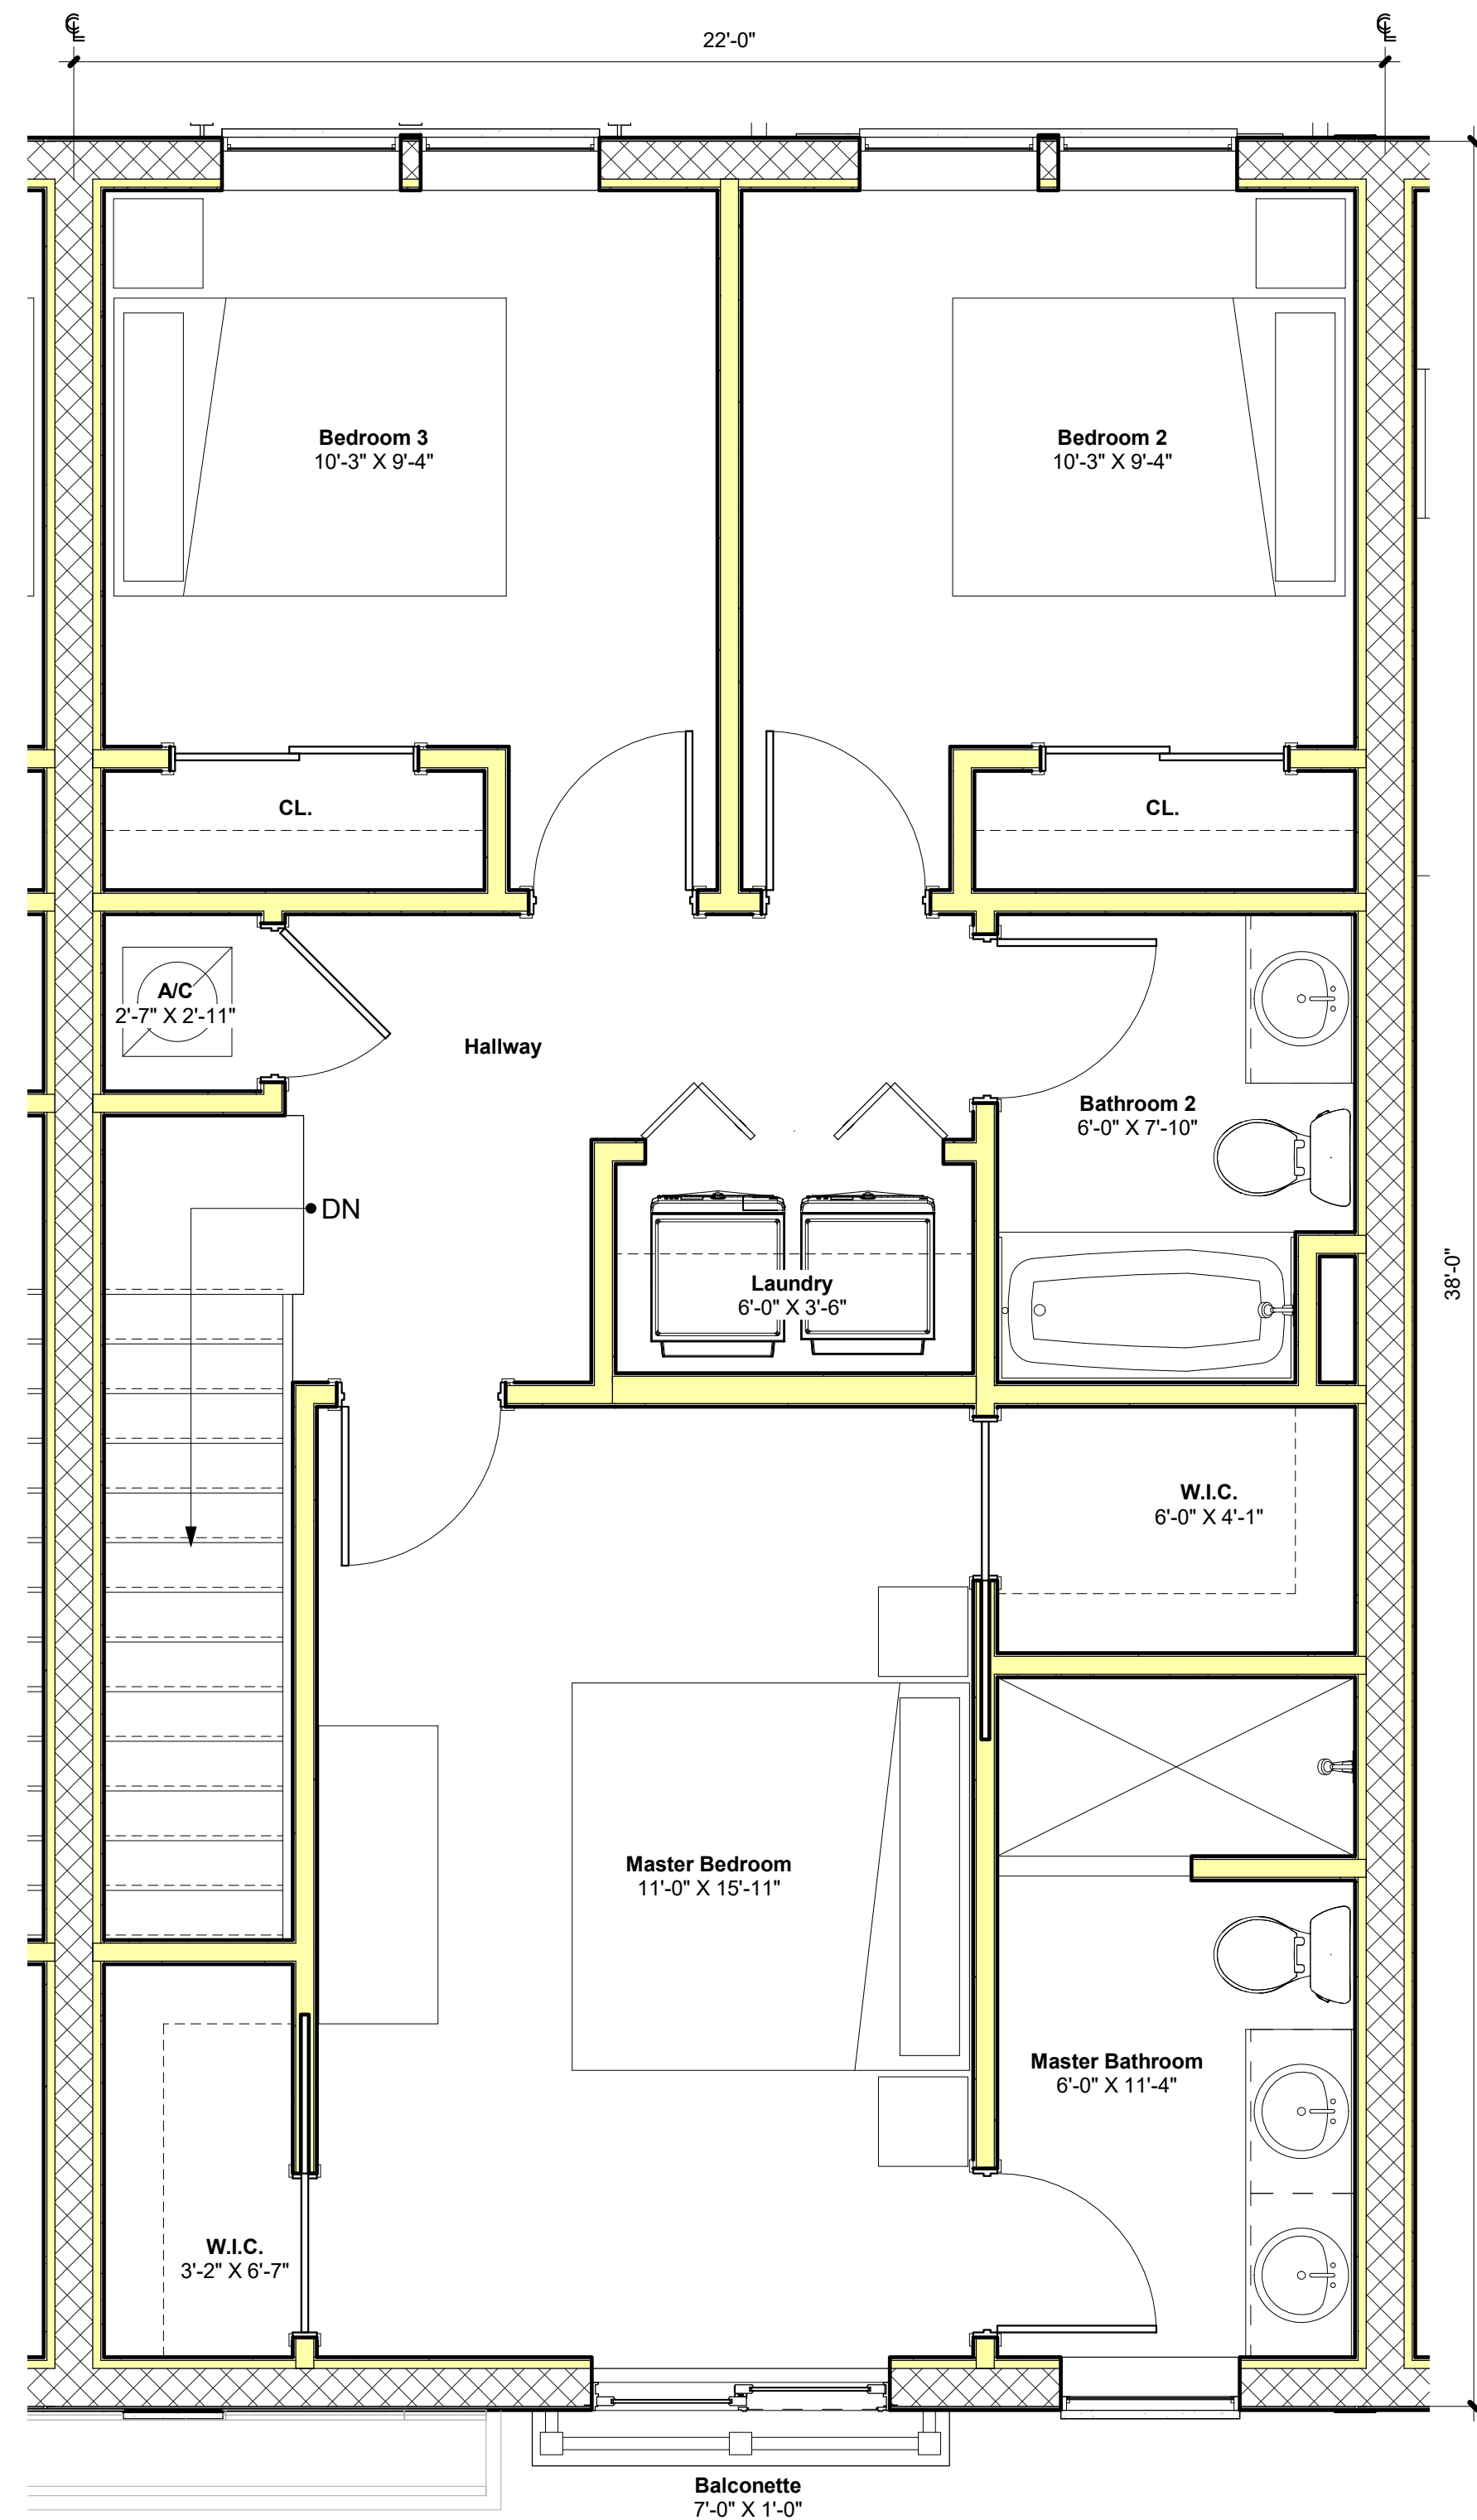 22'-0"
Bedroom 3
10'-3" X 9'-4"
Bedroom 2
10'-3" X 9'-4"
CL.
CL.
A/C
2'-7" X 2'-11"
Hallway
Bathroom 2
6'-0" X 7'-10"
DN
38'-0"
Laundry
6'-0" X 3'-6"
W.I.C.
6'-0" X 4'-1"
Master Bedroom
11'-0" X 15'-11"
Master Bathroom
6'-0" X 11'-4"
W.I.C.
3'-2" X 6'-7"
Balconette
7'-0" X 1'-0"